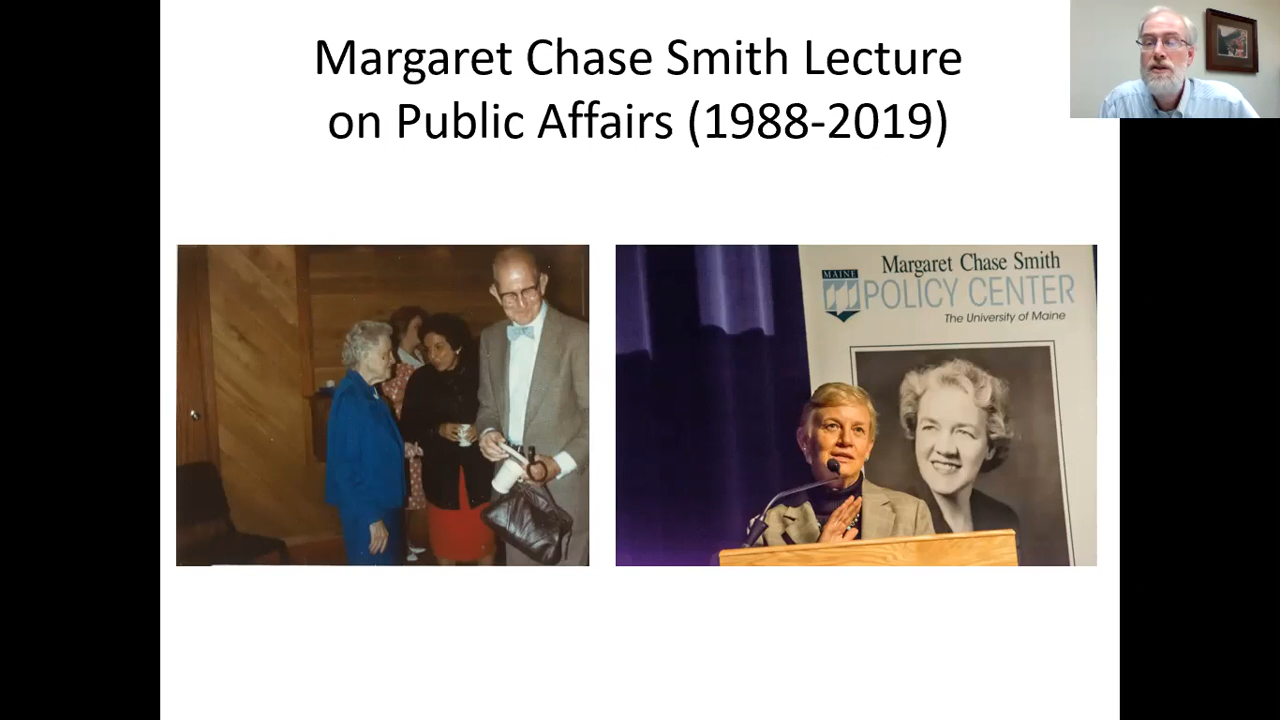 Margaret Chase Smith Lecture
on Public Affairs (1988-2019)
Margaret Chase Smith
MAINE
POLICY CENTER
The University of Maine